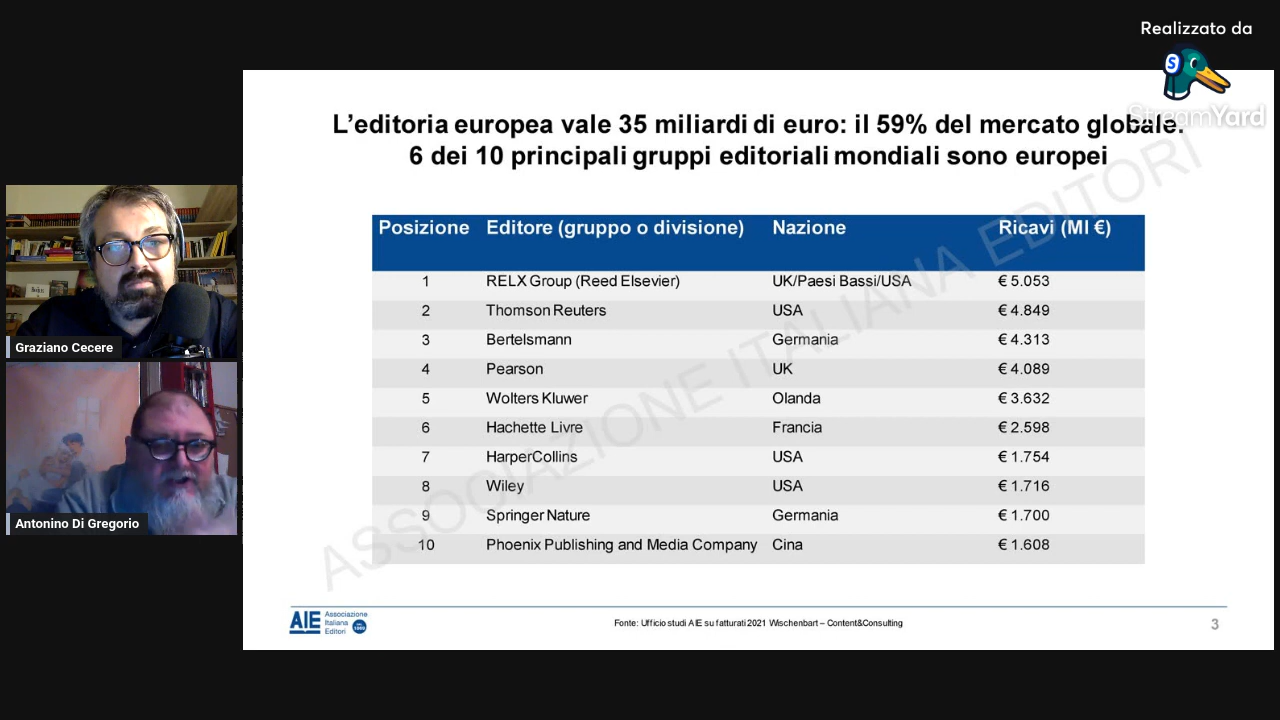 Realizzato da
StreamYard
L'editoria europea vale 35 miliardi di euro: il 59% del mercato globale.
6 dei 10 principali gruppi editoriali mondiali sono europei
Posizione Editore (gruppo o divisione) Nazione Ricavi (Ml €)
1 RELX Group (Reed Elsevier) UK/Paesi Bassi/USA € 5.053
2 Thomson Reuters USA € 4.849
3 Bertelsmann Germania € 4.313
4 Pearson UK € 4.089
5 Wolters Kluwer Olanda € 3.632
6 Hachette Livre Francia € 2.598
7 HarperCollins USA € 1.754
8 Wiley USA € 1.716
9 Springer Nature Germania € 1.700
10 Phoenix Publishing and Media Company Cina € 1.608
ASSOCIAZIONE ITALIANA EDITORI
Graziano Cecere
Antonino Di Gregorio
AIE Associazione
Italiana
Editori
Fonte: Ufficio studi AIE su fatturati 2021 Wischenbart – Content&Consulting
3